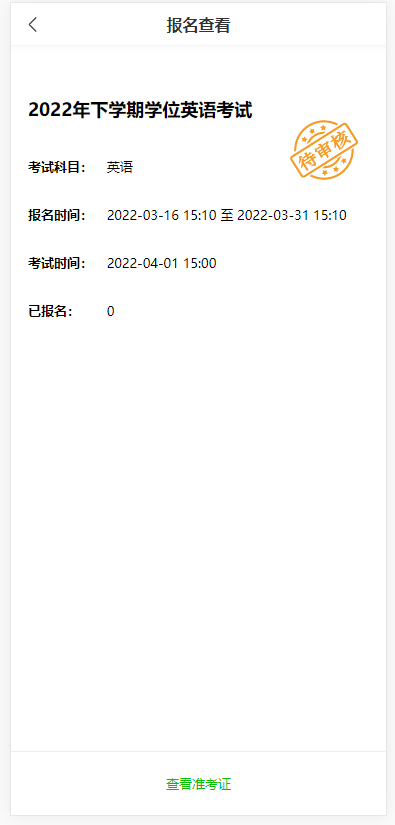 报名查看
2022年下学期学位英语考试
待审核
考试科目： 英语
报名时间： 2022-03-16 15:10 至 2022-03-31 15:10
考试时间： 2022-04-01 15:00
已报名： 0
查看准考证